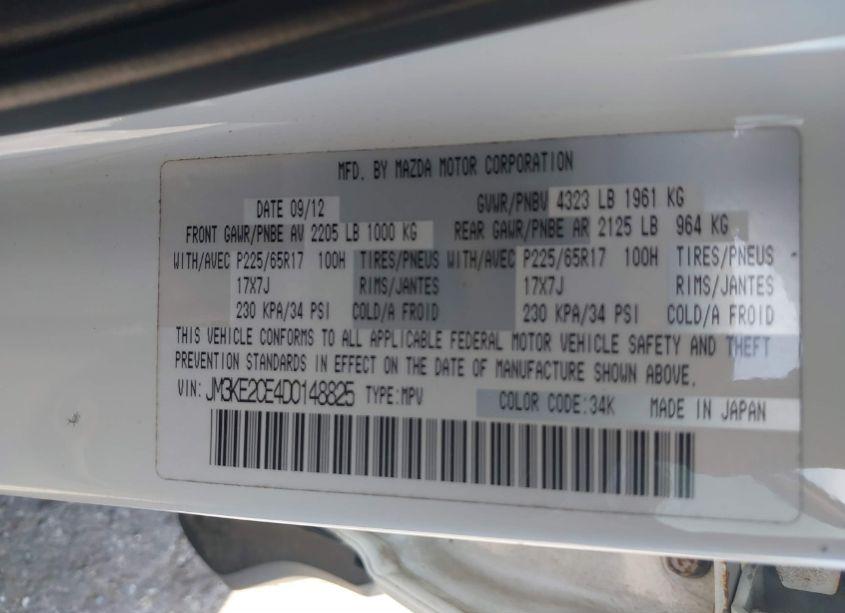 MFD. BY MAZDA MOTOR CORPORATION
DATE 09/12 GVWR/PNBV 4323 LB 1961 KG
FRONT GAWR/PNBE AV 2205 LB 1000 KG REAR GAWR/PNBE AR 2125 LB 964 KG
WITH/AVEC P225/65R17 100H TIRES/PNEUS WITH/AVEC P225/65R17 100H TIRES/PNEUS
17X7J RIMS/JANTES 17X7J RIMS/JANTES
230 KPA/34 PSI COLD/A FROID 230 KPA/34 PSI COLD/A FROID
THIS VEHICLE CONFORMS TO ALL APPLICABLE FEDERAL MOTOR VEHICLE SAFETY AND THEFT
PREVENTION STANDARDS IN EFFECT ON THE DATE OF MANUFACTURE SHOWN ABOVE.
VIN: JM3KE2CE4D0148825 TYPE:MPV COLOR CODE:34K MADE IN JAPAN